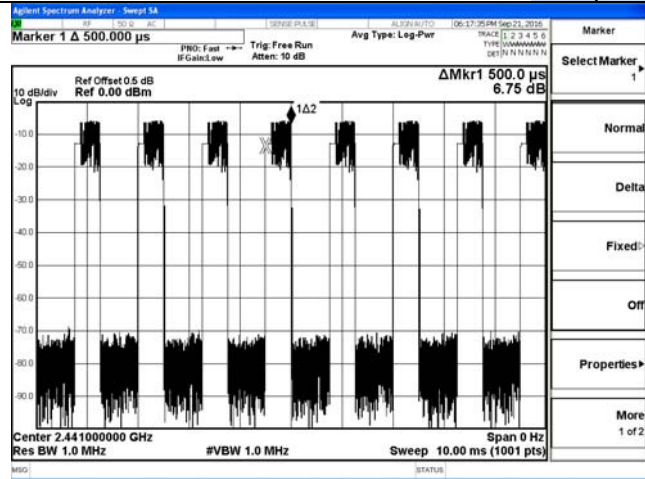 Agilent Spectrum Analyzer - Swept SA
RF 50 Ω AC SENSE:PULSE ALIGN AUTO 06:17:35 PM Sep 21, 2016
Marker 1 Δ 500.000 µs
PNO: Fast Trig: Free Run Avg Type: Log-Pwr TRACE 1 2 3 4 5 6
IFGain:Low Atten: 10 dB TYPE WWWWWW
DET N N N N N N
Ref Offset 0.5 dB ΔMkr1 500.0 µs
10 dB/div Ref 0.00 dBm 6.75 dB
Log
1Δ2
-10.0
-20.0
-30.0
-40.0
-50.0
-60.0
-70.0
-80.0
-90.0
Center 2.441000000 GHz Span 0 Hz
Res BW 1.0 MHz #VBW 1.0 MHz Sweep 10.00 ms (1001 pts)
MSG STATUS
Marker
Select Marker
1
Normal
Delta
Fixed
Off
Properties
More
1 of 2